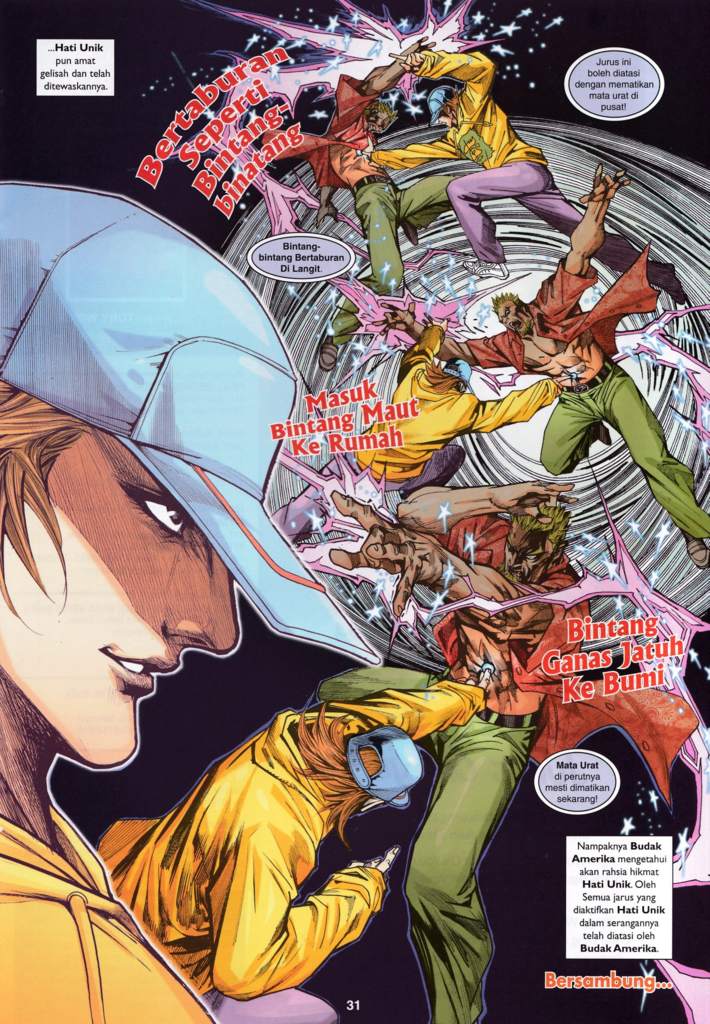 ...Hati Unik
pun amat
gelisah dan telah
ditewaskannya.
Bertaburan
Seperti
Bintang-
binatang
Jurus ini
boleh diatasi
dengan mematikan
mata urat di
pusat!
Bintang-
bintang Bertaburan
Di Langit.
Masuk
Bintang Maut
Ke Rumah
Bintang
Ganas Jatuh
Ke Bumi
Mata Urat
di perutnya
mesti dimatikan
sekarang!
Nampaknya Budak
Amerika mengetahui
akan rahsia hikmat
Hati Unik. Oleh
Semua jarus yang
diaktifkan Hati Unik
dalam serangannya
telah diatasi oleh
Budak Amerika.
Bersambung...
31